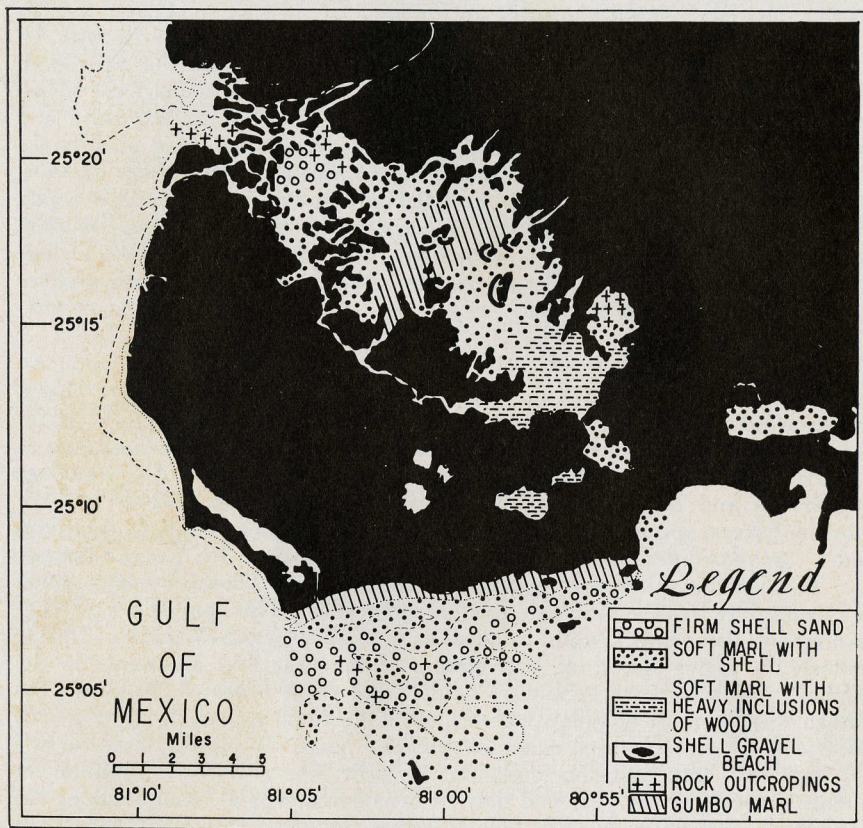 25°20'
25°15'
25°10'
25°05'
GULF
OF
MEXICO
Miles
0 1 2 3 4 5
81°10' 81°05' 81°00' 80°55'
Legend
FIRM SHELL SAND
SOFT MARL WITH
SHELL
SOFT MARL WITH
HEAVY INCLUSIONS
OF WOOD
SHELL GRAVEL
BEACH
ROCK OUTCROPINGS
GUMBO MARL